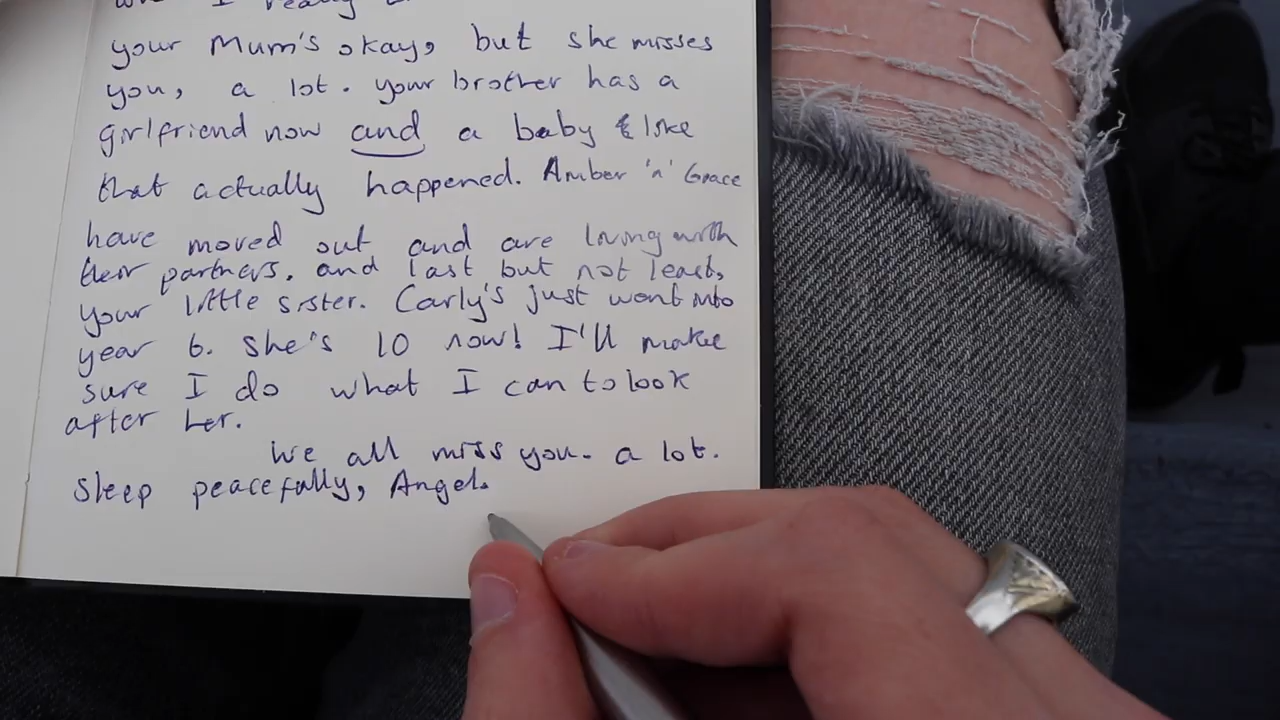 I really
your Mum's okay, but she misses
you, a lot. your brother has a
girlfriend now and a baby & like
that actually happened. Amber 'n' Grace
have moved out and are living with
their partners. and last but not least,
your little sister. Carly's just went into
year 6. she's 10 now! I'll make
sure I do what I can to look
after her.
we all miss you. a lot.
Sleep peacefully, Angel.